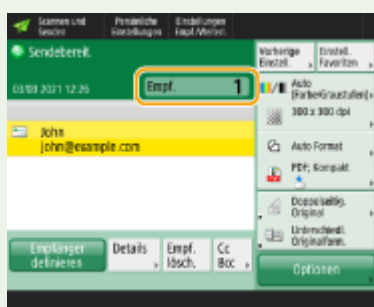 Scannen und
Senden
Persönliche
Einstellungen
Einstellungen
Empf./Weiterl.
Sendebereit.
03/03 2021 12:26
Empf. 1
John
john@example.com
Empfänger
definieren
Details
Empf.
lösch.
Cc
Bcc
Vorherige
Einstell.
Einstell.
Favoriten
Auto
(Farbe/Graustufen)
300 x 300 dpi
Auto Format
PDF; Kompakt
Doppelseitig.
Original
Unterschiedl.
Originalform.
Optionen